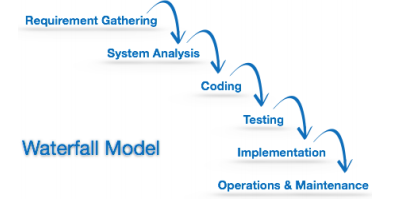 Requirement Gathering
System Analysis
Coding
Testing
Waterfall Model
Implementation
Operations & Maintenance